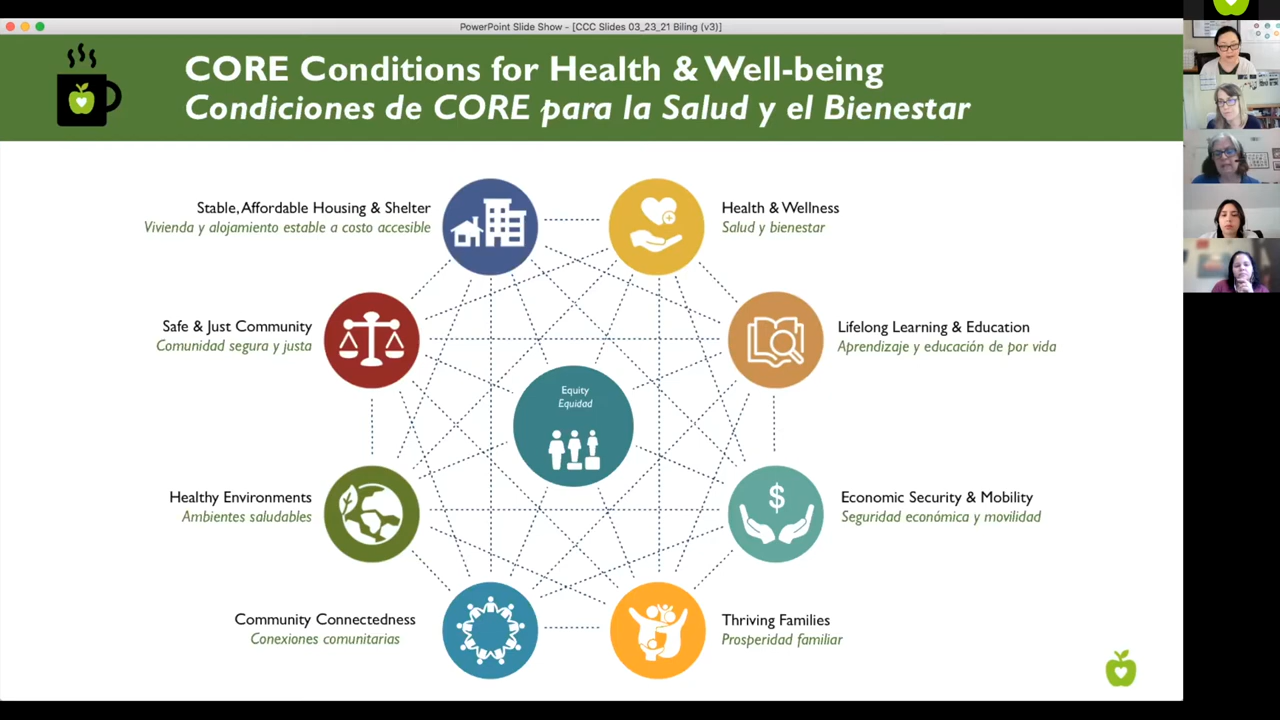 PowerPoint Slide Show - [CCC Slides 03_23_21 Biling (v3)]
CORE Conditions for Health & Well-being
Condiciones de CORE para la Salud y el Bienestar
Stable, Affordable Housing & Shelter
Vivienda y alojamiento estable a costo accesible
Health & Wellness
Salud y bienestar
Safe & Just Community
Comunidad segura y justa
Lifelong Learning & Education
Aprendizaje y educación de por vida
Equity
Equidad
Healthy Environments
Ambientes saludables
$
Economic Security & Mobility
Seguridad económica y movilidad
Community Connectedness
Conexiones comunitarias
Thriving Families
Prosperidad familiar